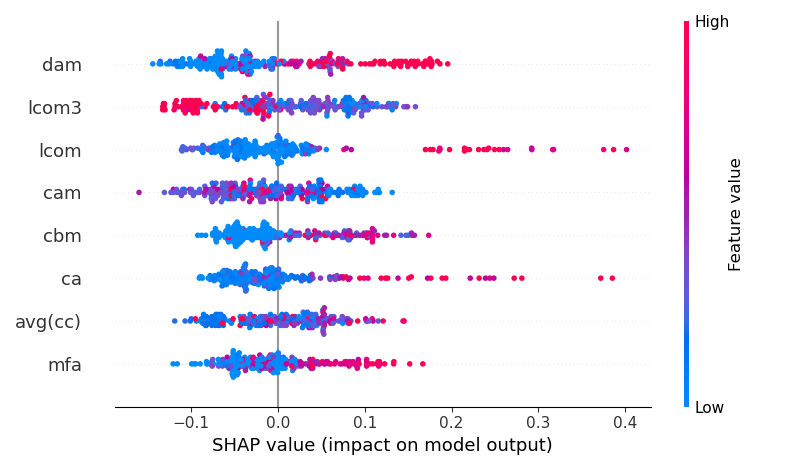 High
dam
lcom3
lcom
cam
cbm
ca
avg(cc)
mfa
Feature value
Low
−0.1 0.0 0.1 0.2 0.3 0.4
SHAP value (impact on model output)